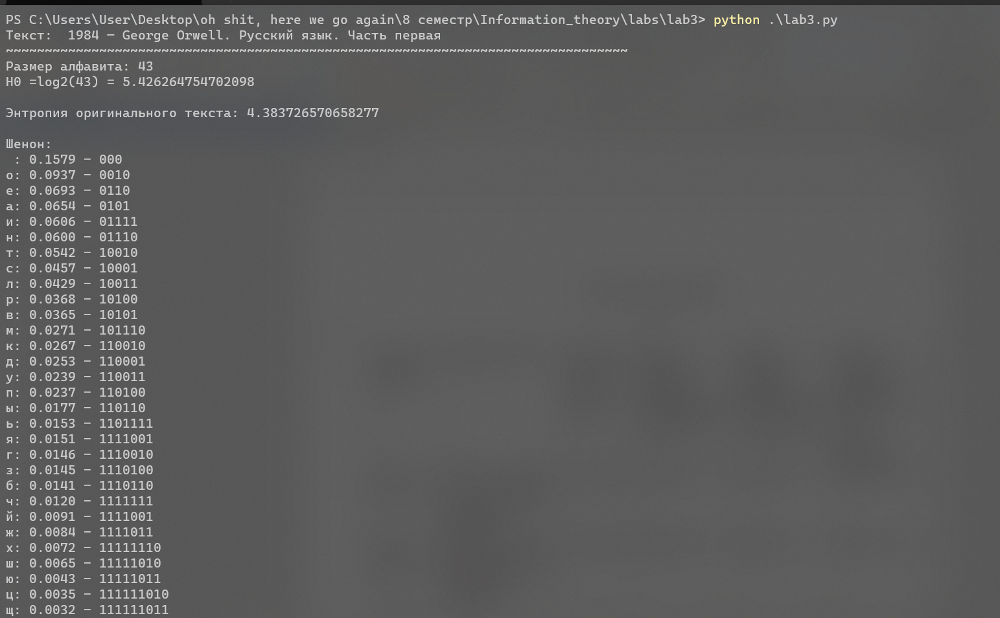 PS C:\Users\User\Desktop\oh shit, here we go again\8 семестр\Information_theory\labs\lab3> python .\lab3.py
Текст:  1984 — George Orwell. Русский язык. Часть первая
~~~~~~~~~~~~~~~~~~~~~~~~~~~~~~~~~~~~~~~~~~~~~~~~~~~~~~~~~~~~~~~~~~~~~~~~~~~~~~~~
Размер алфавита: 43
H0 =log2(43) = 5.426264754702098
Энтропия оригинального текста: 4.383726570658277
Шенон:
 : 0.1579 — 000
о: 0.0937 — 0010
е: 0.0693 — 0110
а: 0.0654 — 0101
и: 0.0606 — 01111
н: 0.0600 — 01110
т: 0.0542 — 10010
с: 0.0457 — 10001
л: 0.0429 — 10011
р: 0.0368 — 10100
в: 0.0365 — 10101
м: 0.0271 — 101110
к: 0.0267 — 110010
д: 0.0253 — 110001
у: 0.0239 — 110011
п: 0.0237 — 110100
ы: 0.0177 — 110110
ь: 0.0153 — 1101111
я: 0.0151 — 1111001
г: 0.0146 — 1110010
з: 0.0145 — 1110100
б: 0.0141 — 1110110
ч: 0.0120 — 1111111
й: 0.0091 — 1111001
ж: 0.0084 — 1111011
х: 0.0072 — 11111110
ш: 0.0065 — 11111010
ю: 0.0043 — 11111011
ц: 0.0035 — 111111010
щ: 0.0032 — 111111011